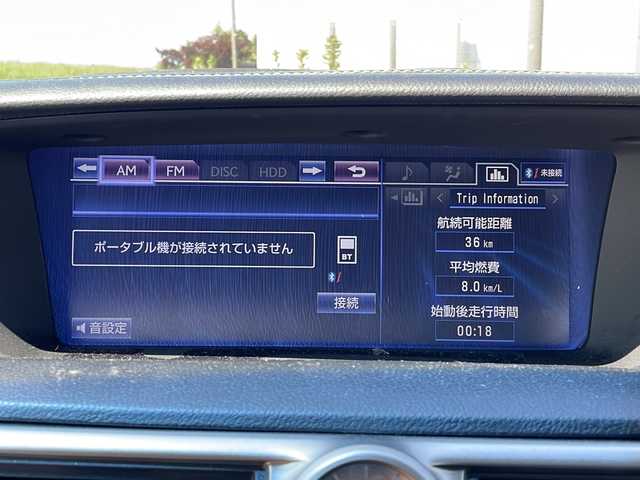 AM FM DISC HDD 未接続
Trip Information
航続可能距離
36 km
ポータブル機が接続されていません
BT
平均燃費
8.0 km/L
接続
始動後走行時間
音設定
00:18